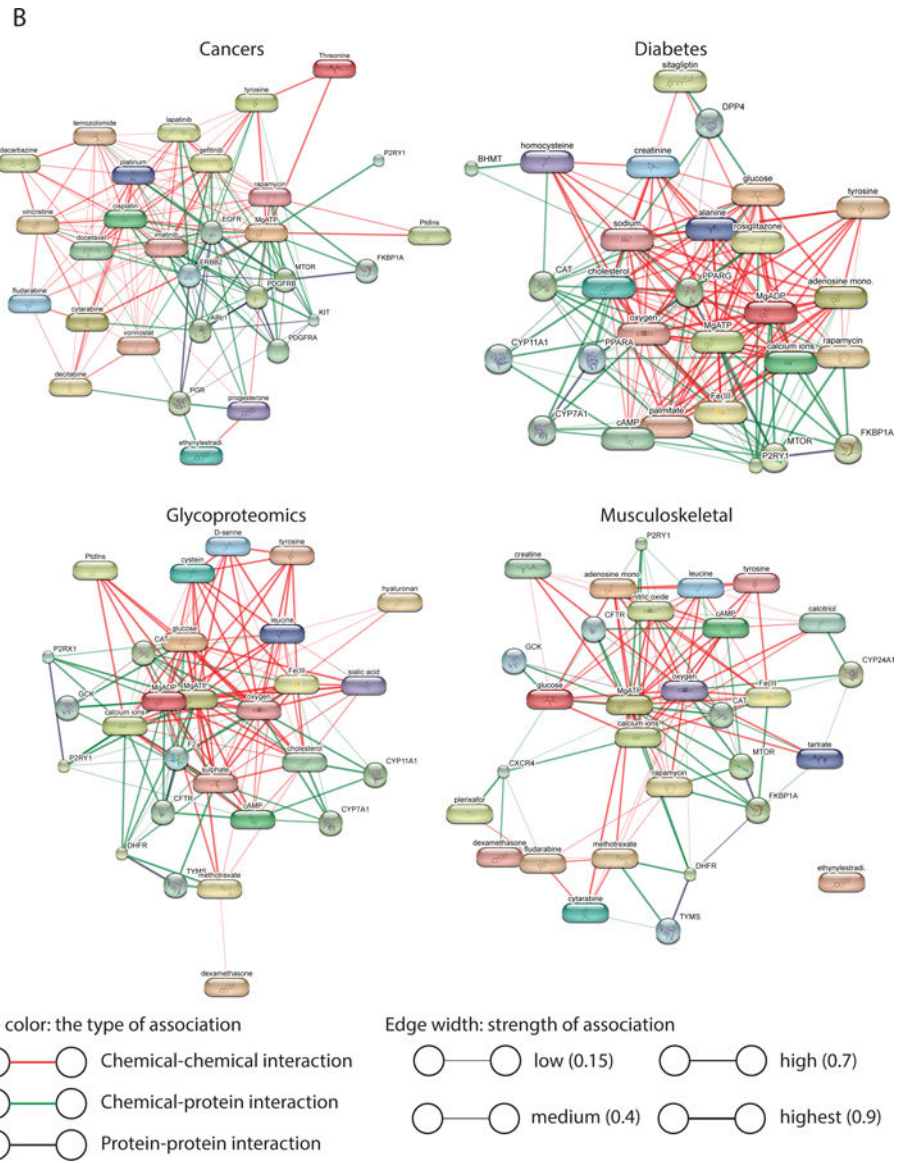 B
Cancers
Threonine
tyrosine
temozolomide
lapatinib
dacarbazine
platinum
gefitinib
P2RY1
rapamycin
vincristine
cisplatin
EGFR
MgATP
PtdIns
docetaxel
imatinib
ERBB2
MTOR
FKBP1A
PDGFRB
fludarabine
cytarabine
ABL1
KIT
vorinostat
PDGFRA
decitabine
PGR
progesterone
ethynylestradi.
Diabetes
sitagliptin
DPP4
BHMT
homocysteine
creatinine
glucose
tyrosine
alanine
sodium
rosiglitazone
CAT
cholesterol
PPARG
adenosine mono.
MgADP
oxygen
MgATP
CYP11A1
PPARA
calcium ions
rapamycin
Fe(III)
CYP7A1
cAMP
palmitate
FKBP1A
MTOR
P2RY1
Glycoproteomics
D-serine
PtdIns
cystein
tyrosine
hyaluronan
glucose
leucine
CAT
P2RX1
Fe(III)
sialic acid
GCK
MgADP
MgATP
oxygen
calcium ions
F2
cholesterol
P2RY1
sulphate
CYP11A1
CFTR
cAMP
CYP7A1
DHFR
TYMS
methotrexate
dexamethasone
Musculoskeletal
P2RY1
creatine
adenosine mono
leucine
tyrosine
nitric oxide
CFTR
cAMP
calcitriol
GCK
CYP24A1
glucose
MgATP
oxygen
Fe(III)
CAT
calcium ions
CXCR4
MTOR
tartrate
rapamycin
plerixafor
FKBP1A
dexamethasone
fludarabine
methotrexate
DHFR
ethynylestradi.
cytarabine
TYMS
color: the type of association
Chemical-chemical interaction
Chemical-protein interaction
Protein-protein interaction
Edge width: strength of association
low (0.15)
high (0.7)
medium (0.4)
highest (0.9)